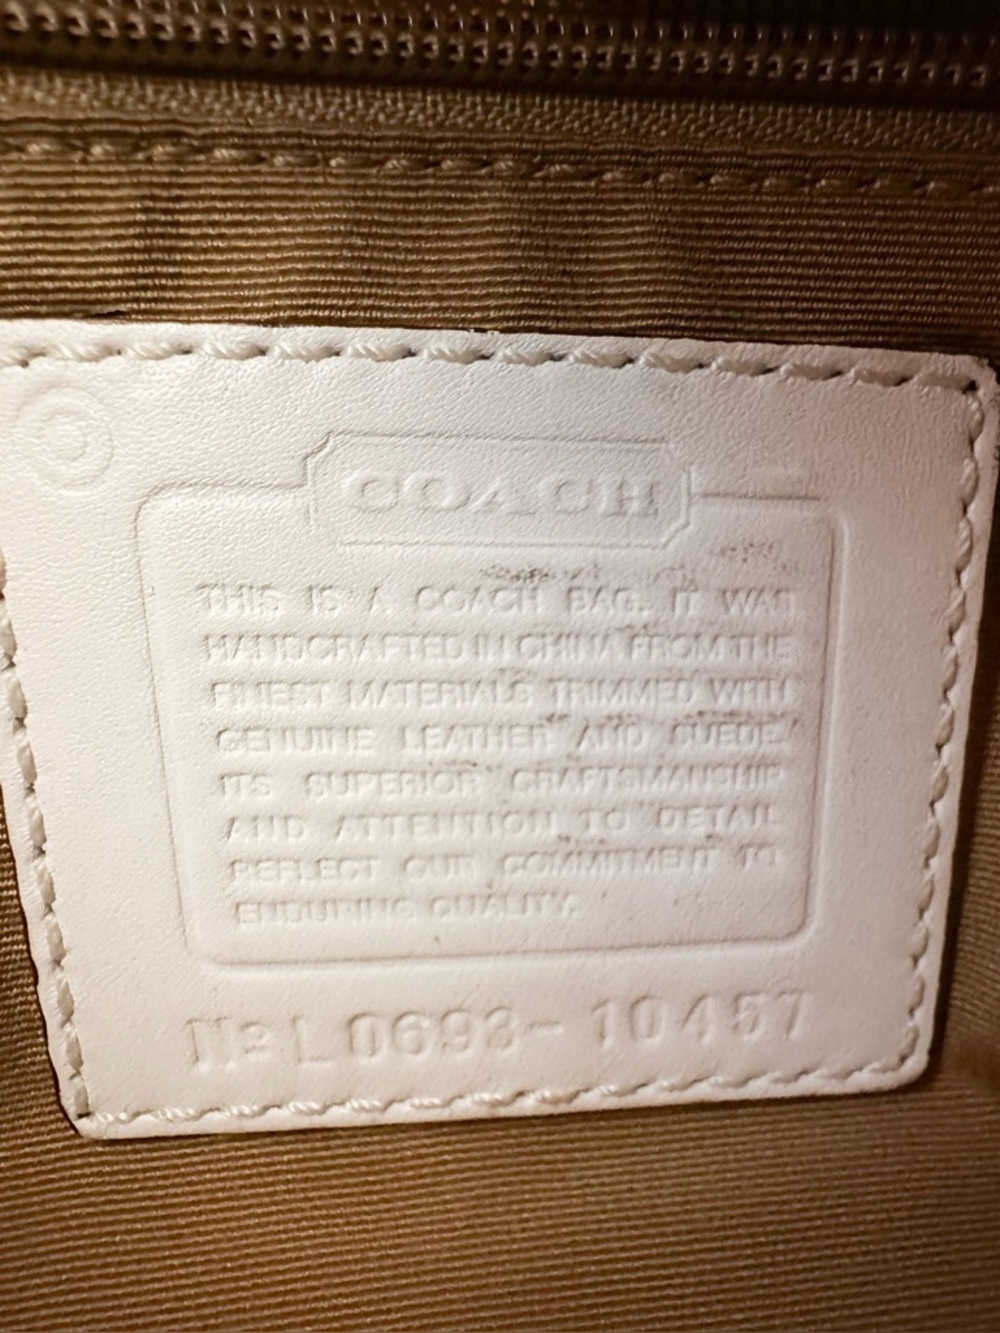 COACH
THIS IS A COACH BAG. IT WAS
HANDCRAFTED IN CHINA FROM THE
FINEST MATERIALS TRIMMED WITH
GENUINE LEATHER AND SUEDE.
ITS SUPERIOR CRAFTSMANSHIP
AND ATTENTION TO DETAIL
REFLECT OUR COMMITMENT TO
ENDURING QUALITY.
No L0693-10457